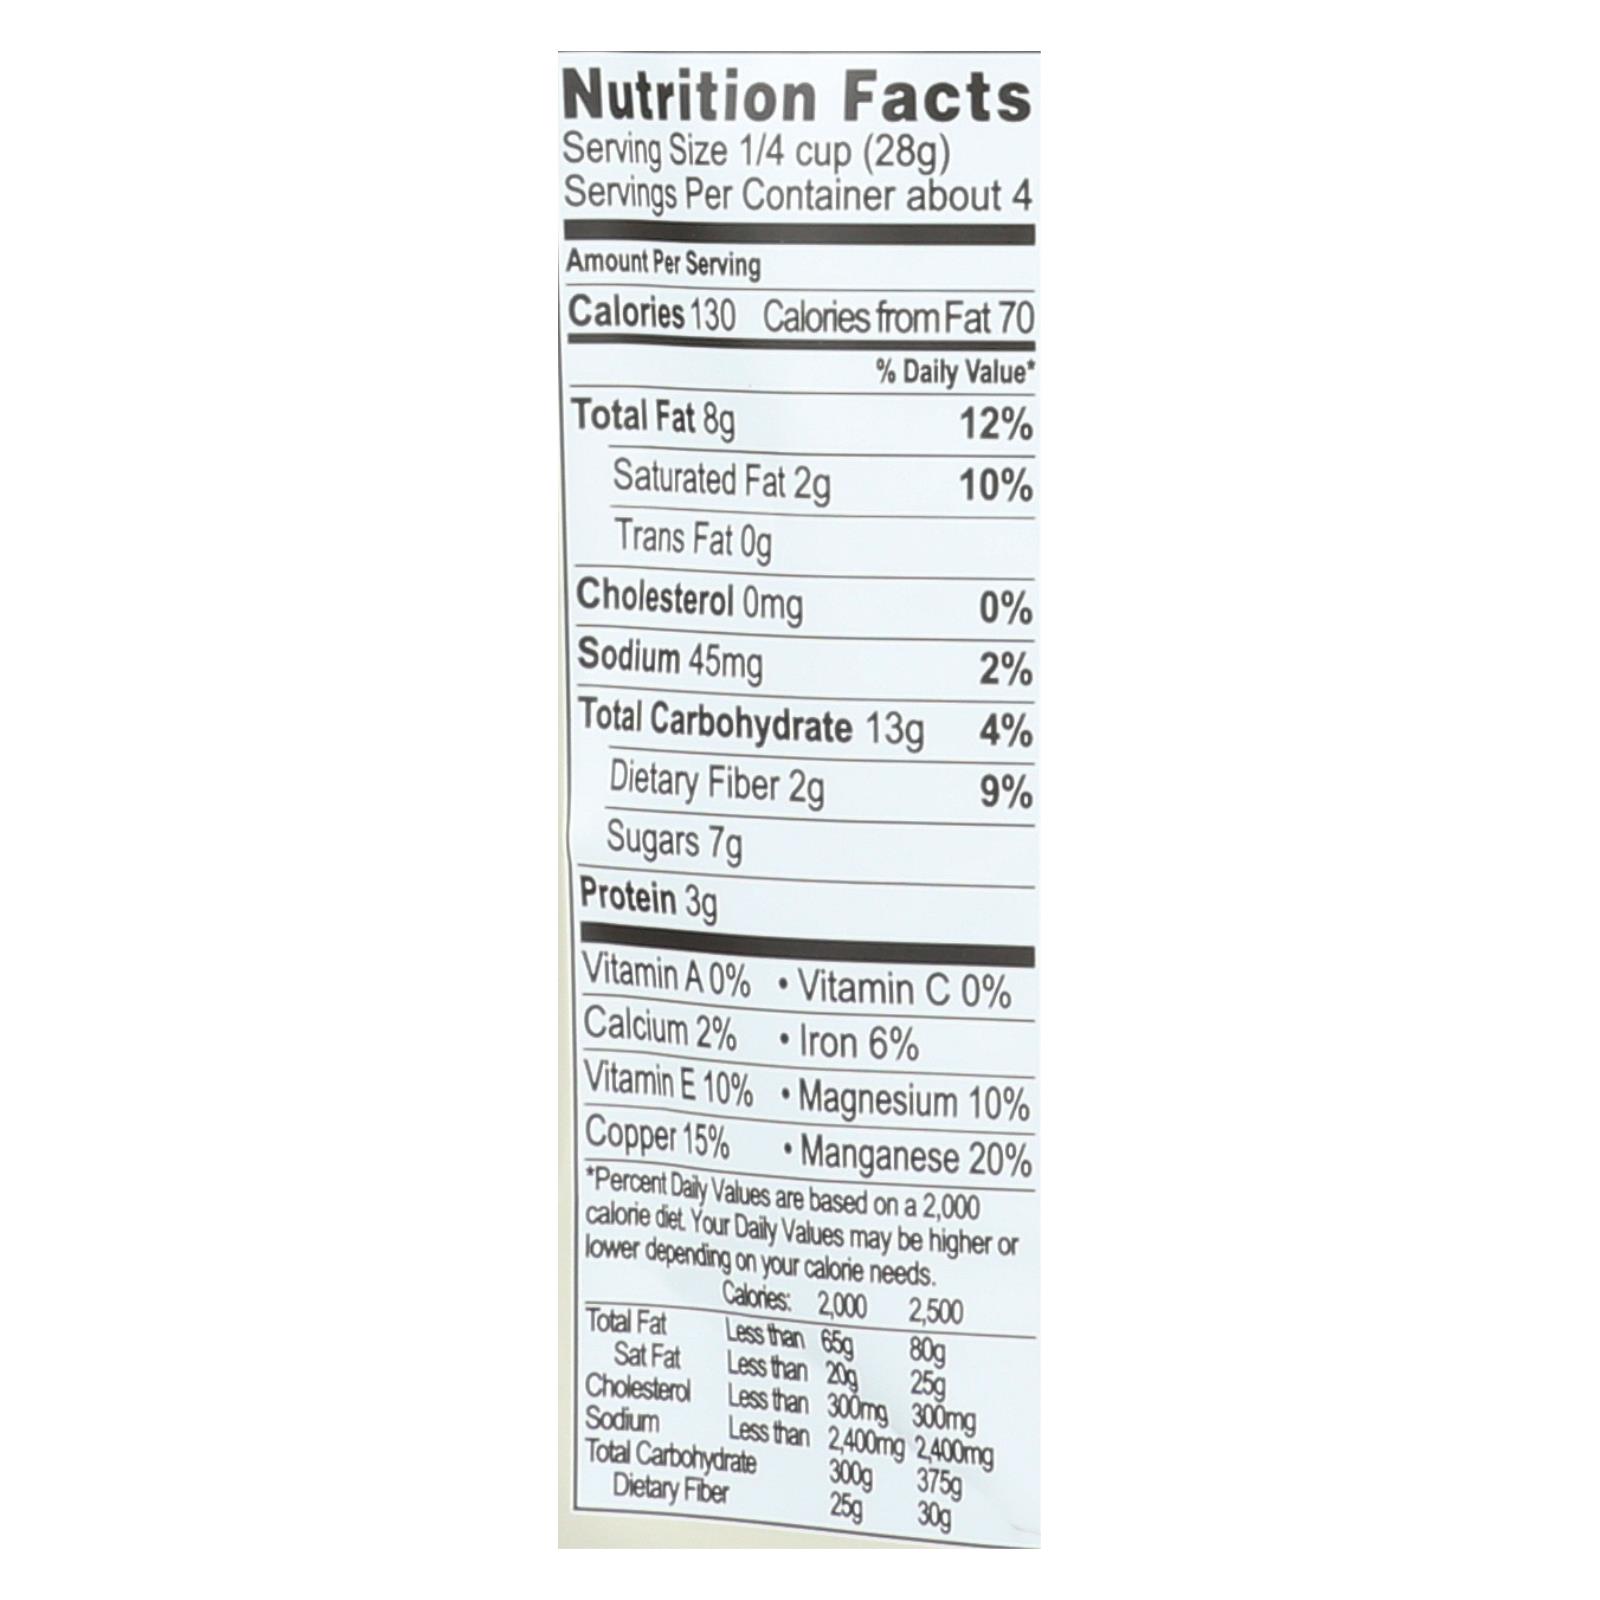 Nutrition Facts
Serving Size 1/4 cup (28g)
Servings Per Container about 4
Amount Per Serving
Calories 130 Calories from Fat 70
% Daily Value*
Total Fat 8g 12%
Saturated Fat 2g 10%
Trans Fat 0g
Cholesterol 0mg 0%
Sodium 45mg 2%
Total Carbohydrate 13g 4%
Dietary Fiber 2g 9%
Sugars 7g
Protein 3g
Vitamin A 0% • Vitamin C 0%
Calcium 2% • Iron 6%
Vitamin E 10% • Magnesium 10%
Copper 15% • Manganese 20%
*Percent Daily Values are based on a 2,000
calorie diet. Your Daily Values may be higher or
lower depending on your calorie needs.
Calories: 2,000 2,500
Total Fat Less than 65g 80g
Sat Fat Less than 20g 25g
Cholesterol Less than 300mg 300mg
Sodium Less than 2,400mg 2,400mg
Total Carbohydrate 300g 375g
Dietary Fiber 25g 30g